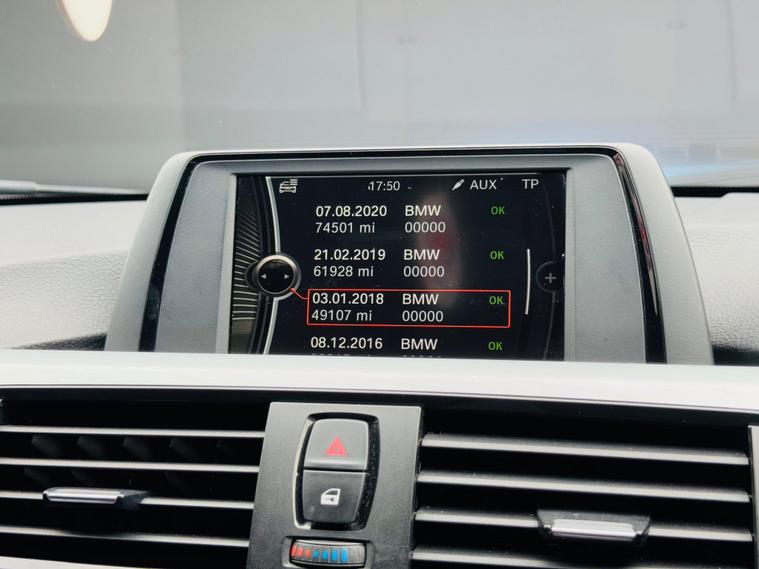 17:50 AUX TP
07.08.2020 BMW OK
74501 mi 00000
21.02.2019 BMW OK
61928 mi 00000
03.01.2018 BMW OK
49107 mi 00000
08.12.2016 BMW OK